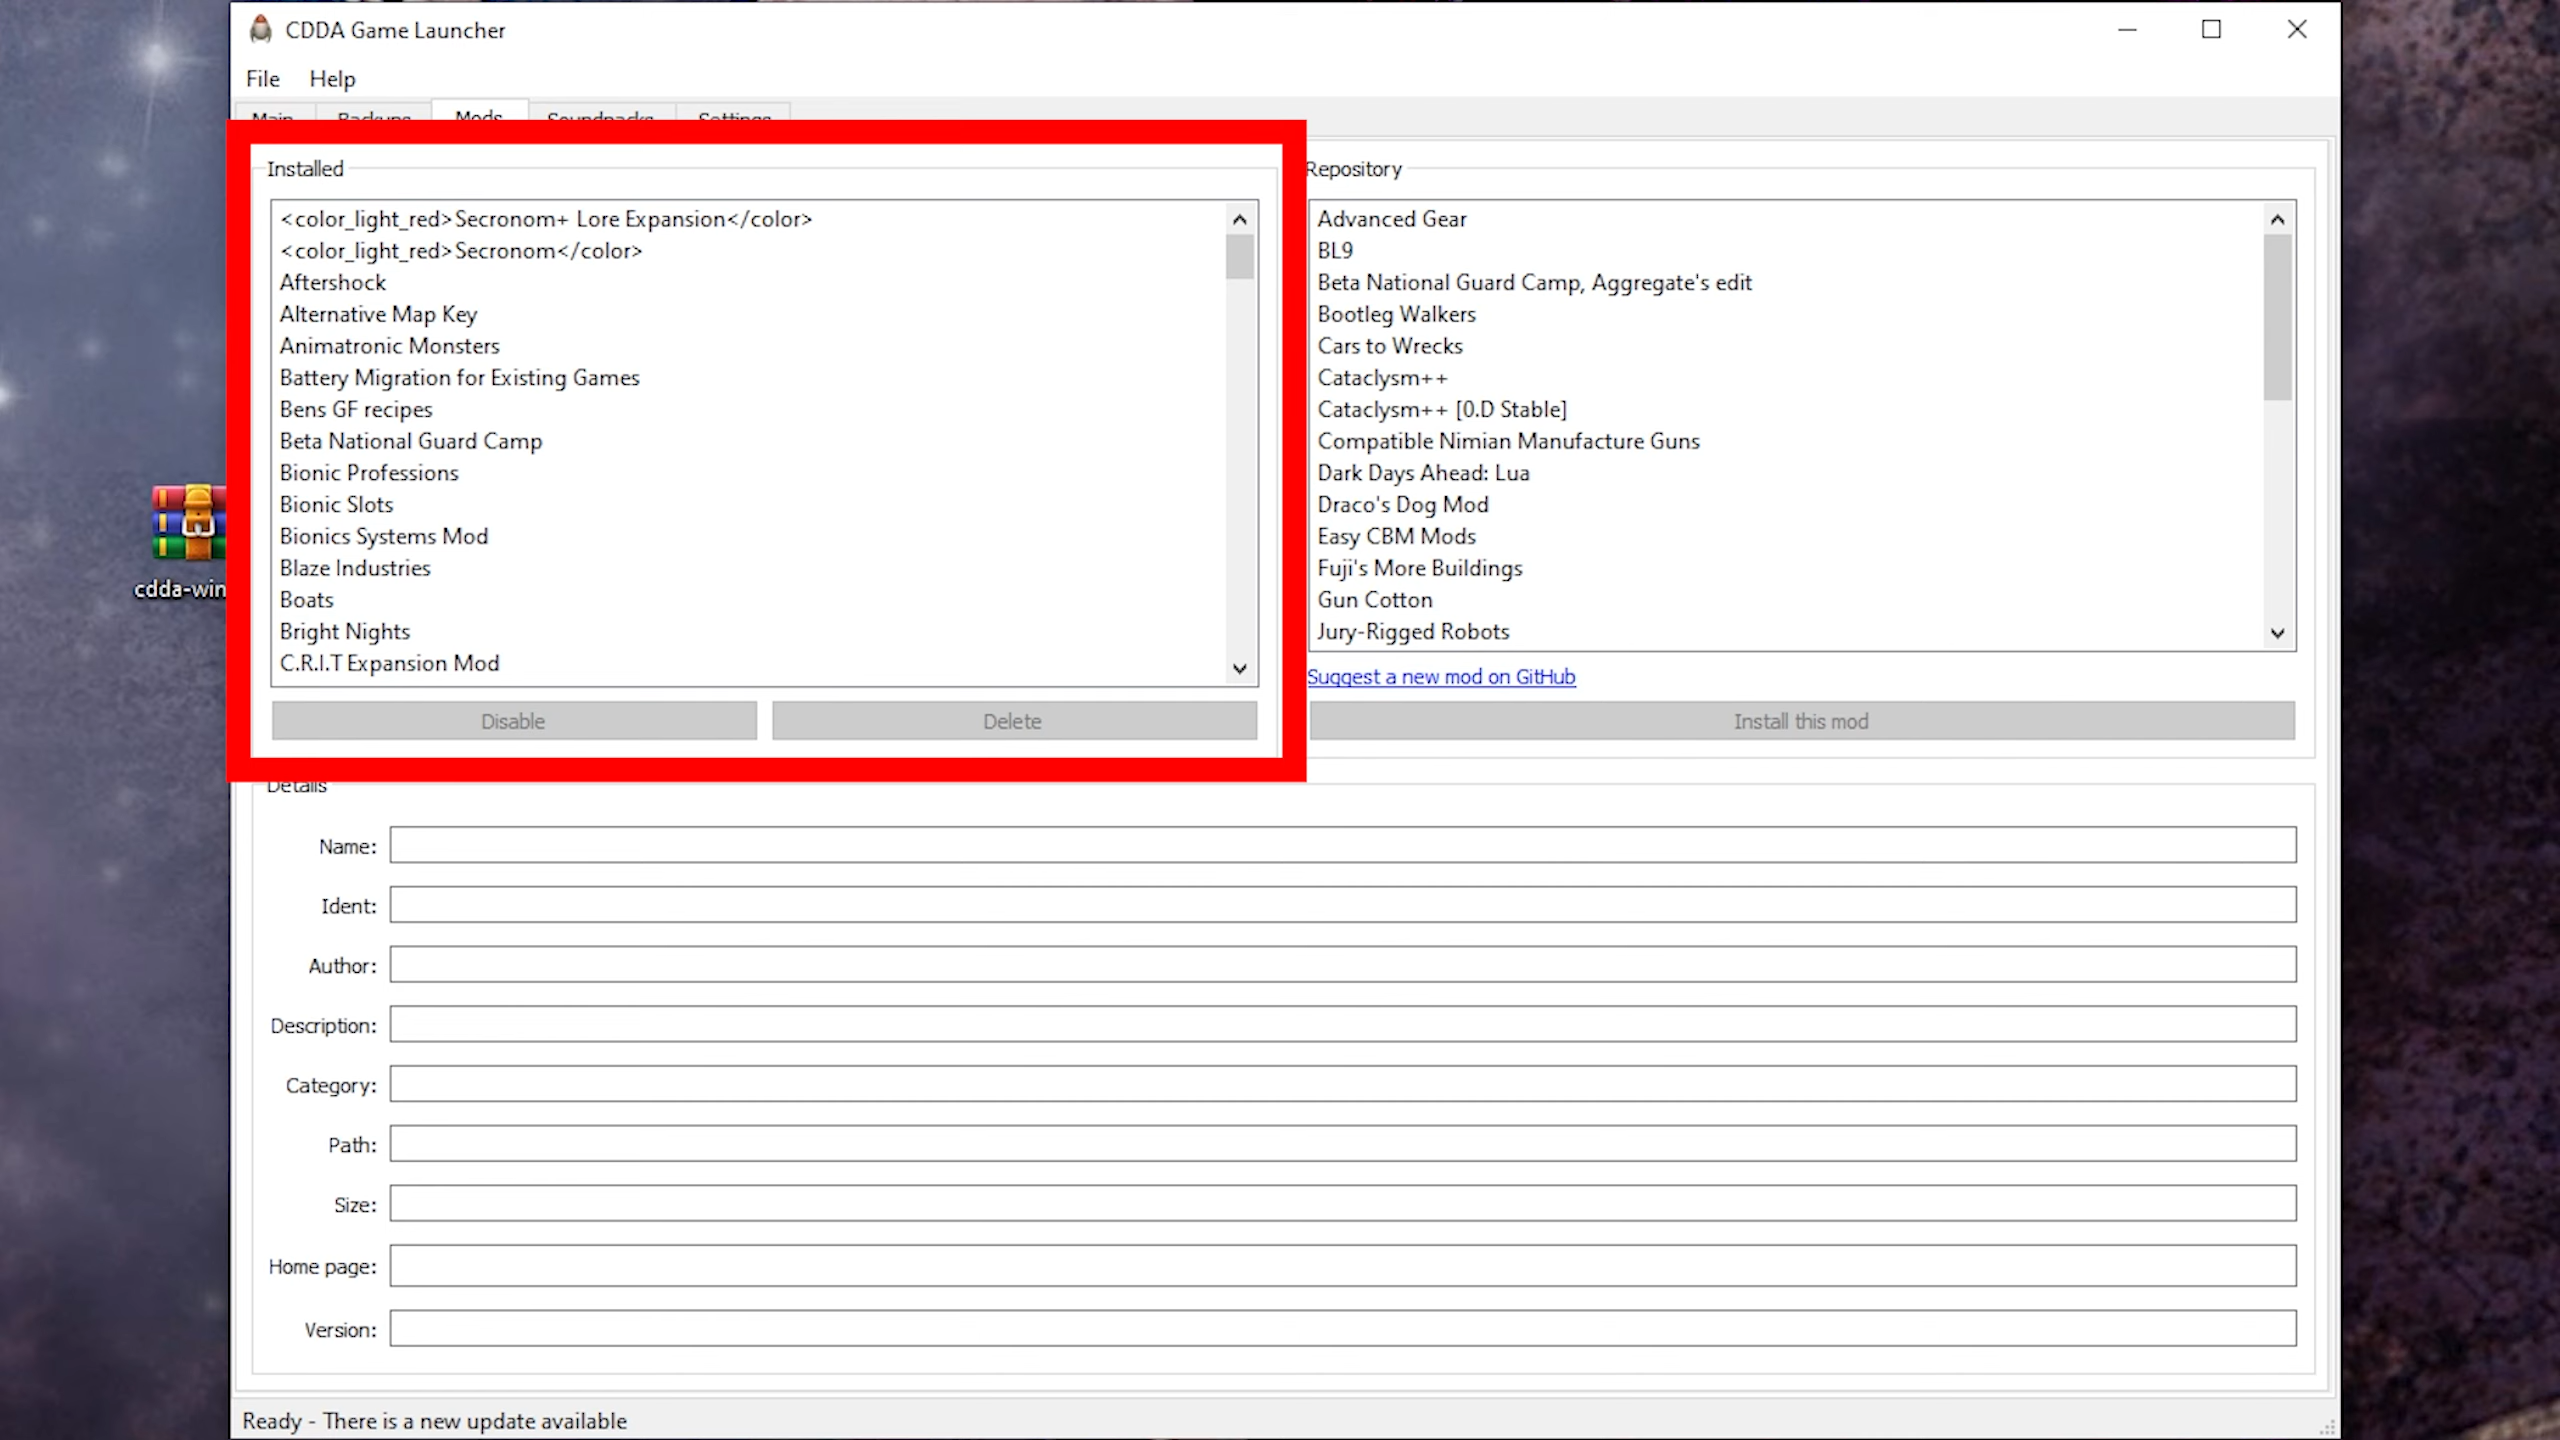 CDDA Game Launcher
File Help
Main Backups Mods Soundpacks Settings
Installed
<color_light_red>Secronom+ Lore Expansion</color>
<color_light_red>Secronom</color>
Aftershock
Alternative Map Key
Animatronic Monsters
Battery Migration for Existing Games
Bens GF recipes
Beta National Guard Camp
Bionic Professions
Bionic Slots
Bionics Systems Mod
Blaze Industries
Boats
Bright Nights
C.R.I.T Expansion Mod
Disable Delete
Repository
Advanced Gear
BL9
Beta National Guard Camp, Aggregate's edit
Bootleg Walkers
Cars to Wrecks
Cataclysm++
Cataclysm++ [0.D Stable]
Compatible Nimian Manufacture Guns
Dark Days Ahead: Lua
Draco's Dog Mod
Easy CBM Mods
Fuji's More Buildings
Gun Cotton
Jury-Rigged Robots
Suggest a new mod on GitHub
Install this mod
cdda-win
Details
Name:
Ident:
Author:
Description:
Category:
Path:
Size:
Home page:
Version:
Ready - There is a new update available